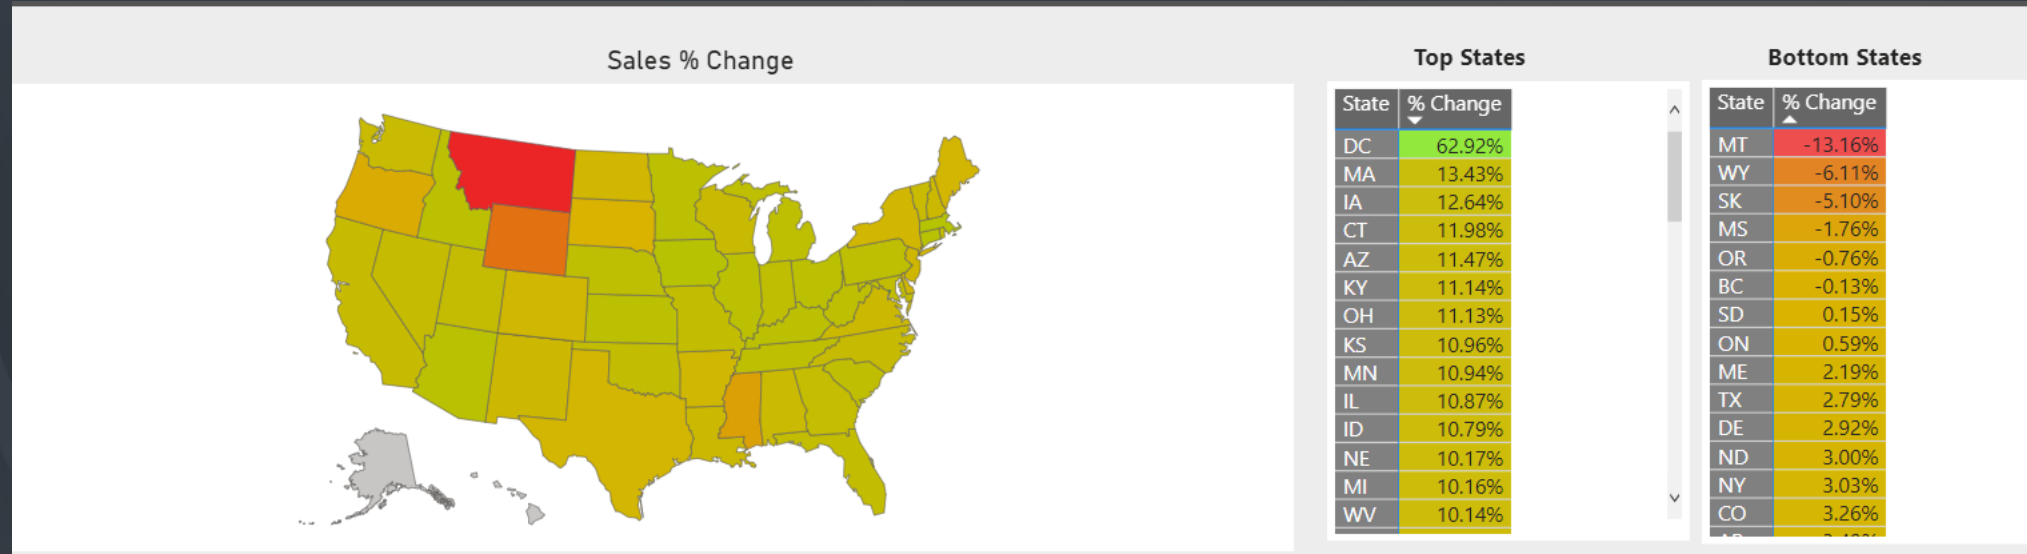 Sales % Change
Top States
State % Change
DC 62.92%
MA 13.43%
IA 12.64%
CT 11.98%
AZ 11.47%
KY 11.14%
OH 11.13%
KS 10.96%
MN 10.94%
IL 10.87%
ID 10.79%
NE 10.17%
MI 10.16%
WV 10.14%
Bottom States
State % Change
MT -13.16%
WY -6.11%
SK -5.10%
MS -1.76%
OR -0.76%
BC -0.13%
SD 0.15%
ON 0.59%
ME 2.19%
TX 2.79%
DE 2.92%
ND 3.00%
NY 3.03%
CO 3.26%